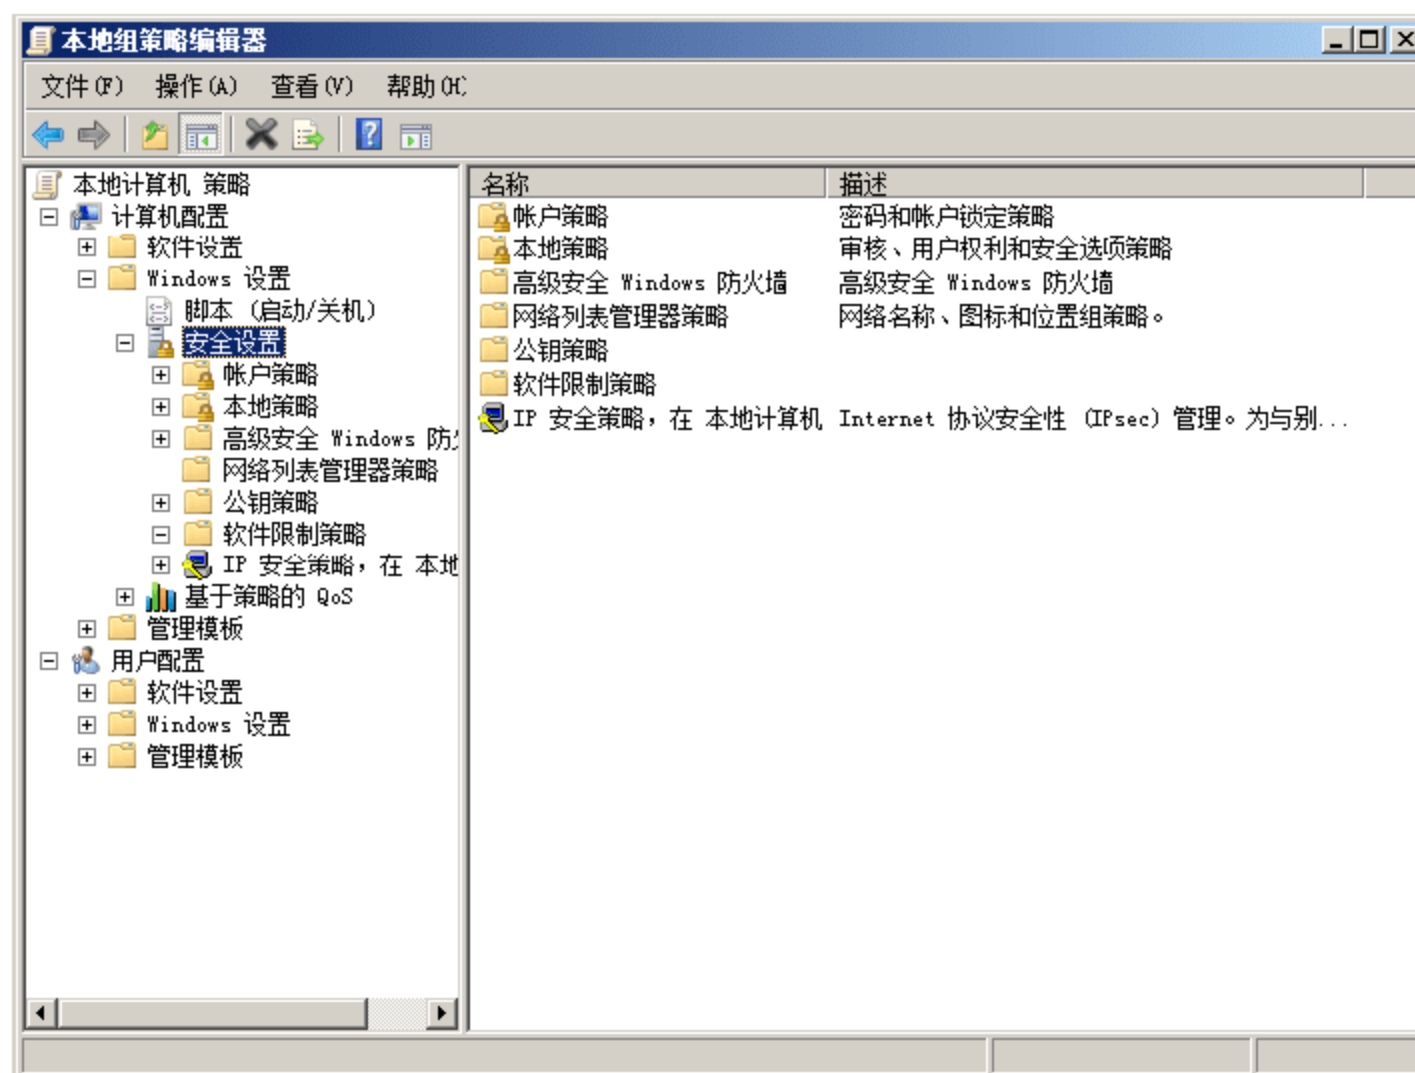 本地组策略编辑器
文件(F) 操作(A) 查看(V) 帮助(H)
本地计算机 策略
计算机配置
软件设置
Windows 设置
脚本 (启动/关机)
安全设置
帐户策略
本地策略
高级安全 Windows 防
网络列表管理器策略
公钥策略
软件限制策略
IP 安全策略，在 本地
基于策略的 QoS
管理模板
用户配置
软件设置
Windows 设置
管理模板
名称 描述
帐户策略 密码和帐户锁定策略
本地策略 审核、用户权利和安全选项策略
高级安全 Windows 防火墙 高级安全 Windows 防火墙
网络列表管理器策略 网络名称、图标和位置组策略。
公钥策略
软件限制策略
IP 安全策略，在 本地计算机 Internet 协议安全性 (IPsec) 管理。为与别...